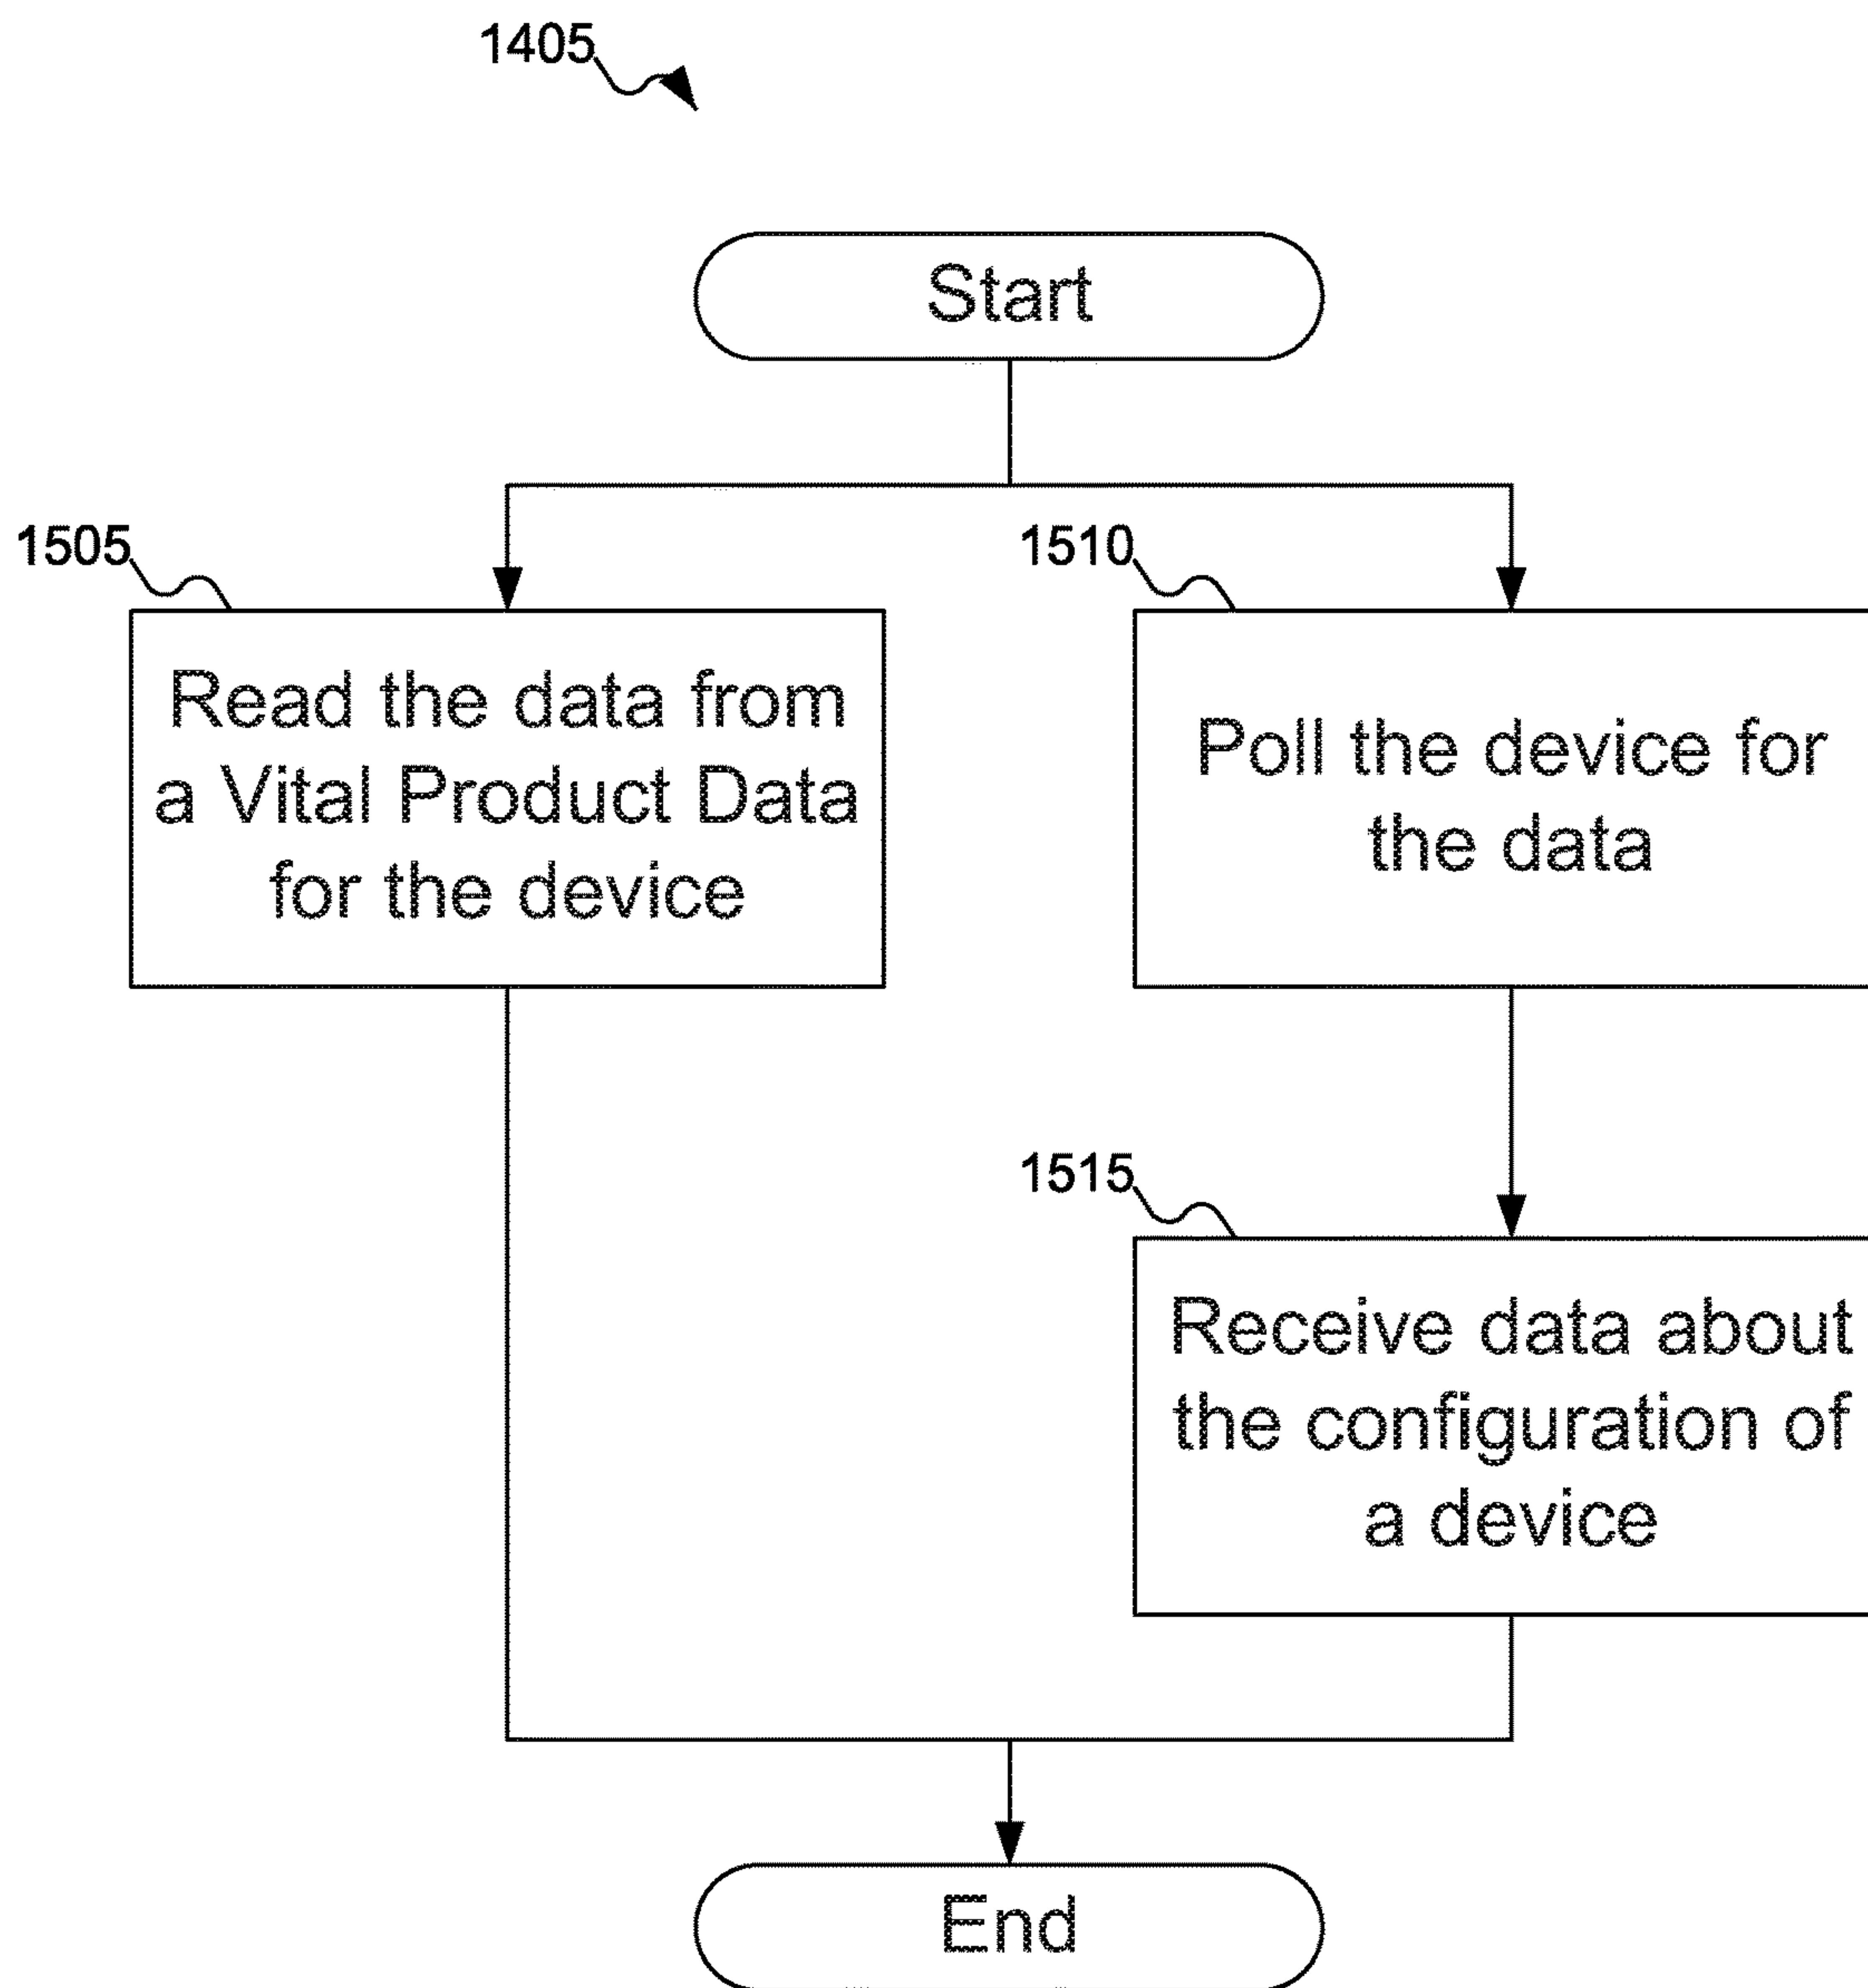 1405
Start
1505
Read the data from
a Vital Product Data
for the device
1510
Poll the device for
the data
1515
Receive data about
the configuration of
a device
End